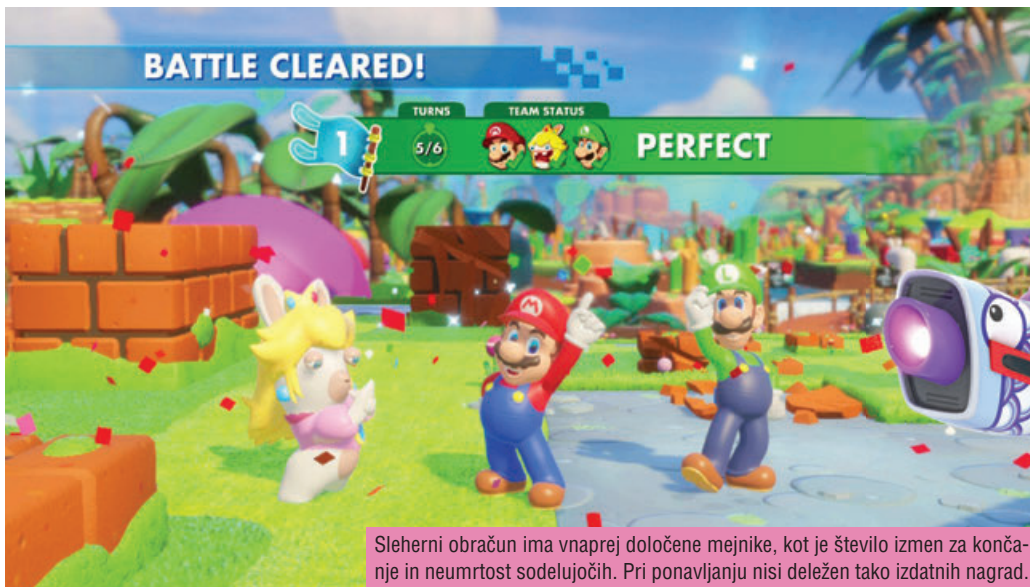 BATTLE CLEARED!
TURNS
TEAM STATUS
1
5/6
PERFECT
M
L
Sleherni obračun ima vnaprej določene mejnike, kot je število izmen za konča-
nje in neumrtost sodelujočih. Pri ponavljanju nisi deležen tako izdatnih nagrad.